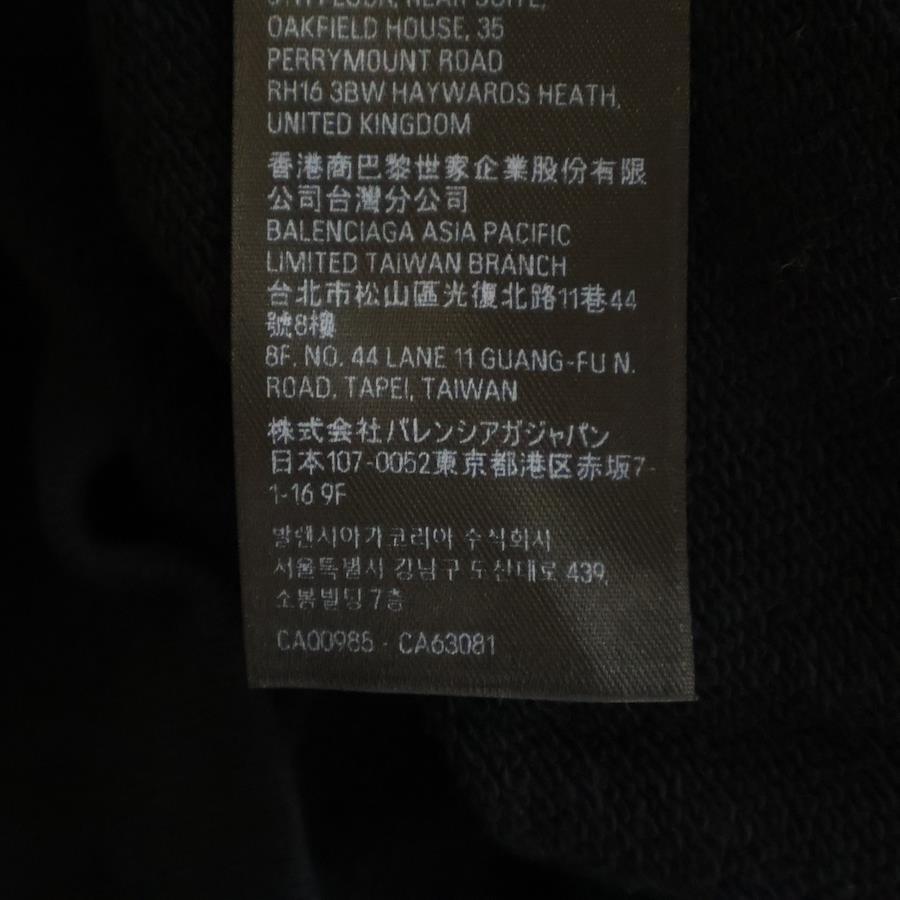 OAKFIELD HOUSE, 35
PERRYMOUNT ROAD
RH16 3BW HAYWARDS HEATH,
UNITED KINGDOM
香港商巴黎世家企業股份有限
公司台灣分公司
BALENCIAGA ASIA PACIFIC
LIMITED TAIWAN BRANCH
台北市松山區光復北路11巷44
號8樓
8F. NO. 44 LANE 11 GUANG-FU N.
ROAD, TAPEI, TAIWAN
株式会社バレンシアガジャパン
日本107-0052東京都港区赤坂7-
1-16 9F
발렌시아가코리아 수식회사
서울특별시 강남구 도산대로 439,
소봉빌딩 7층
CA00985 - CA63081